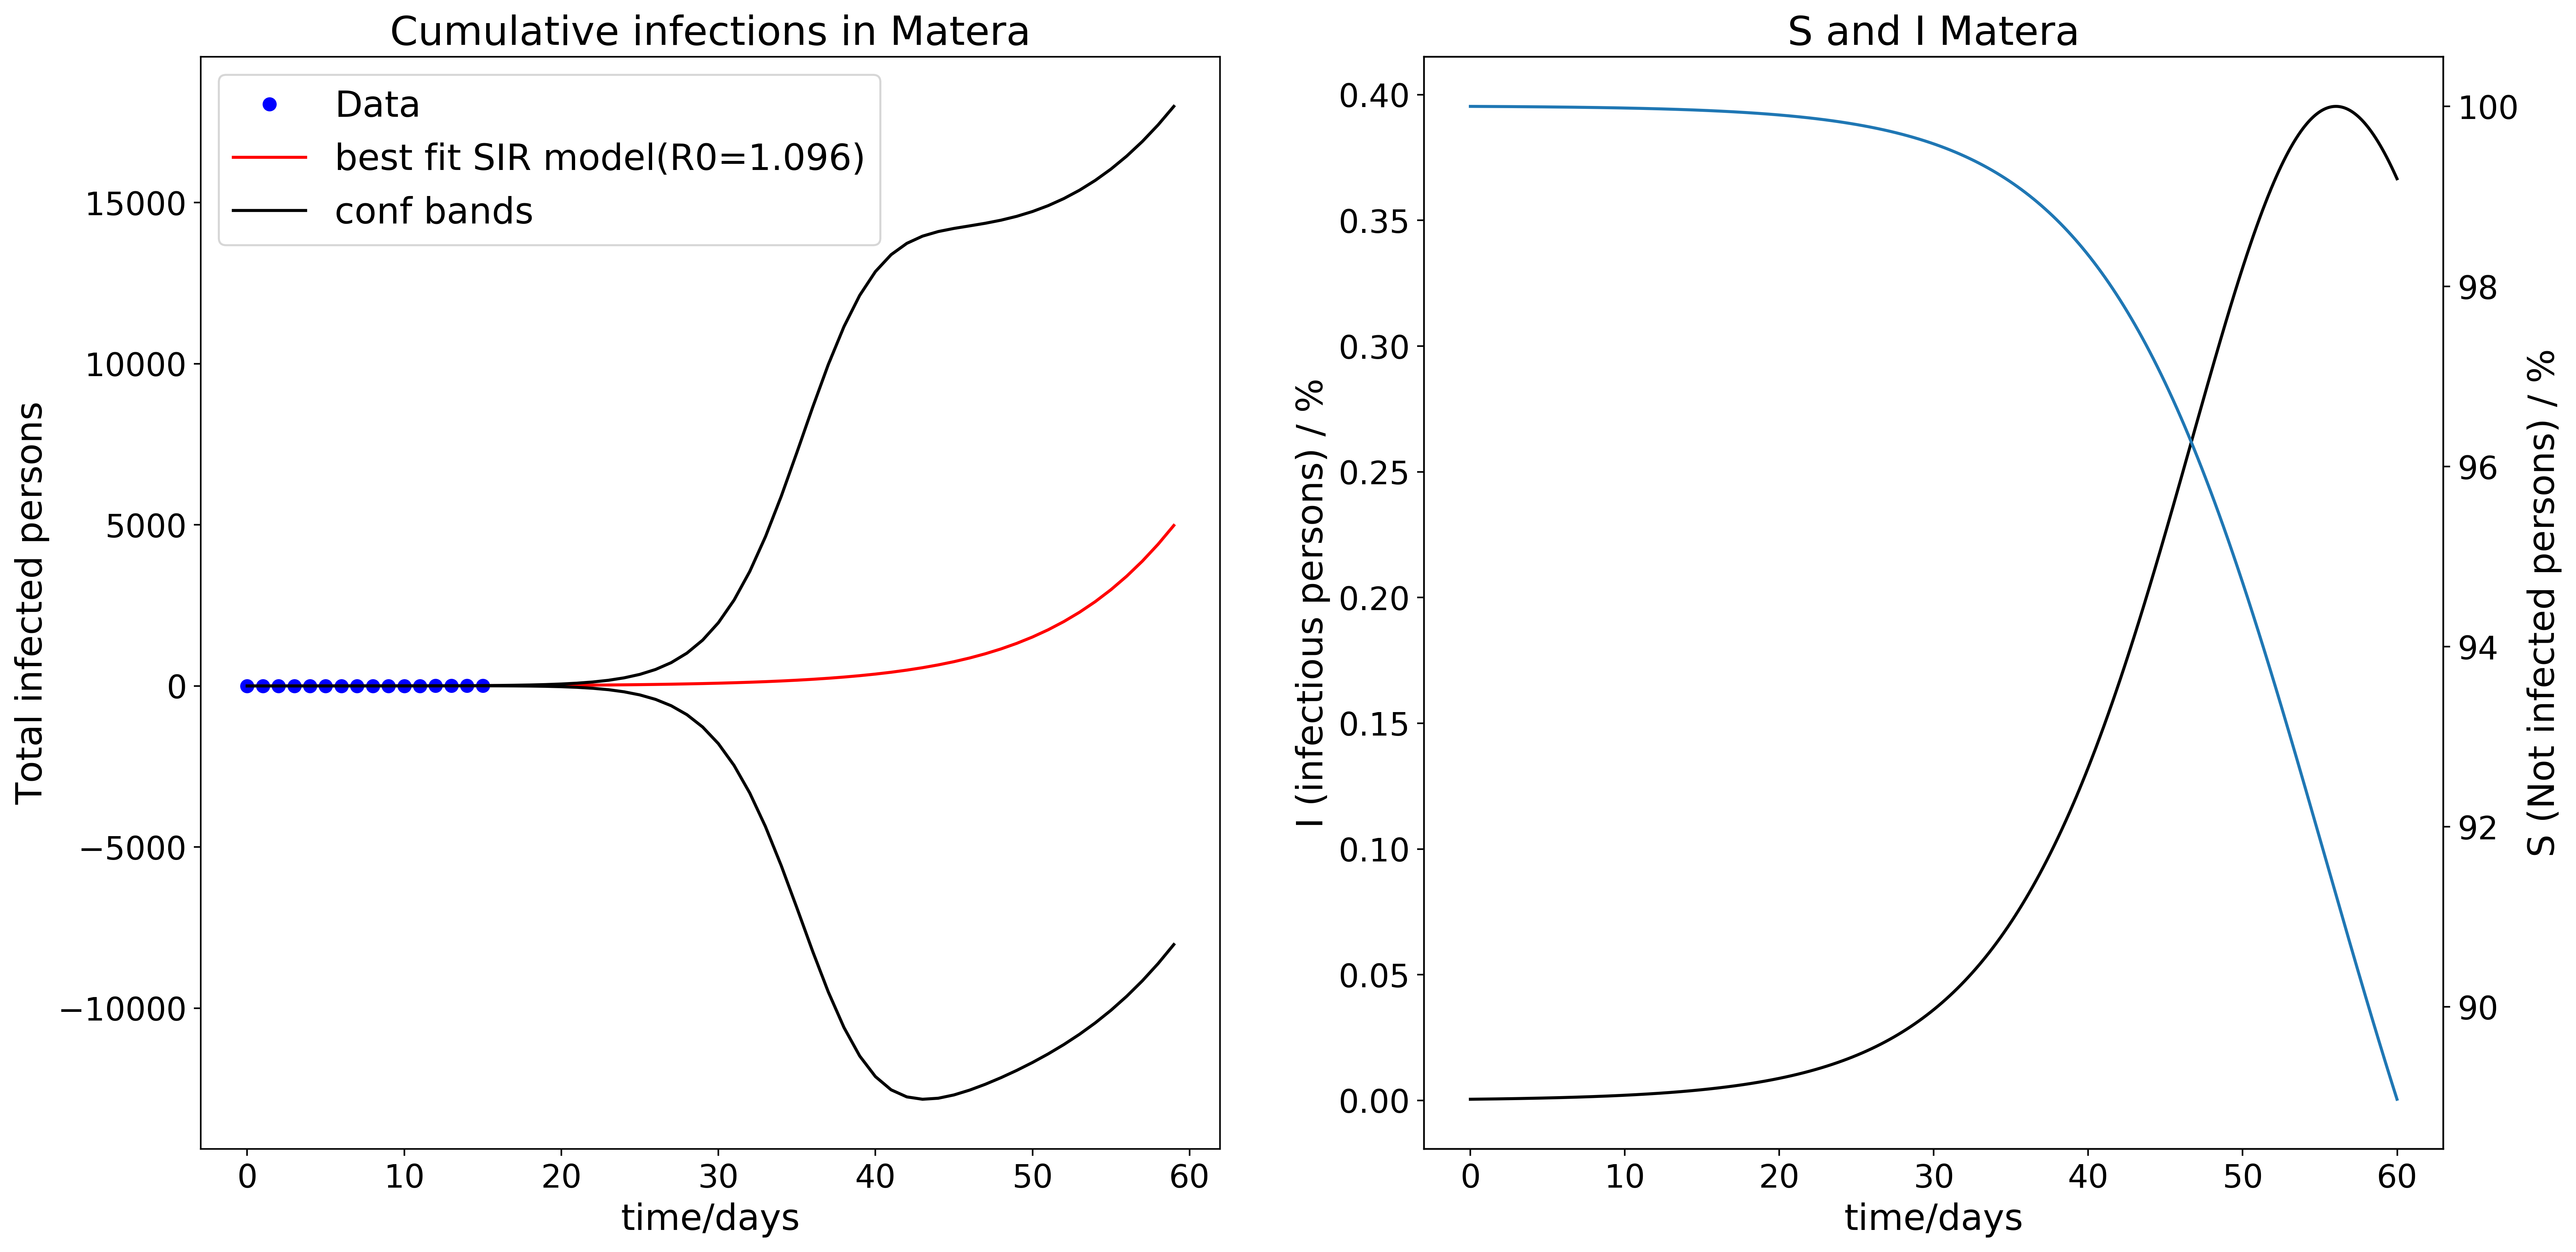 Cumulative infections in Matera
Data
best fit SIR model(R0=1.096)
conf bands
15000
10000
5000
0
−5000
−10000
Total infected persons
0 10 20 30 40 50 60
time/days
S and I Matera
0.40
0.35
0.30
0.25
0.20
0.15
0.10
0.05
0.00
I (infectious persons) / %
100
98
96
94
92
90
S (Not infected persons) / %
0 10 20 30 40 50 60
time/days